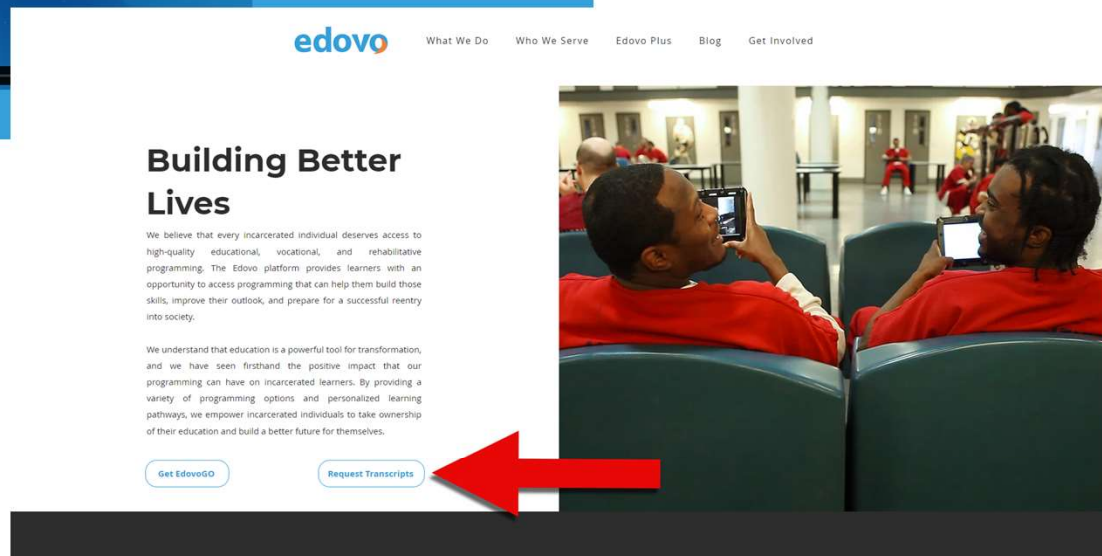 edovo
What We Do Who We Serve Edovo Plus Blog Get Involved
Building Better
Lives
We believe that every incarcerated individual deserves access to
high-quality educational, vocational, and rehabilitative
programming. The Edovo platform provides learners with an
opportunity to access programming that can help them build those
skills, improve their outlook, and prepare for a successful reentry
into society.
We understand that education is a powerful tool for transformation,
and we have seen firsthand the positive impact that our
programming can have on incarcerated learners. By providing a
variety of programming options and personalized learning
pathways, we empower incarcerated individuals to take ownership
of their education and build a better future for themselves.
Get EdovoGO Request Transcripts